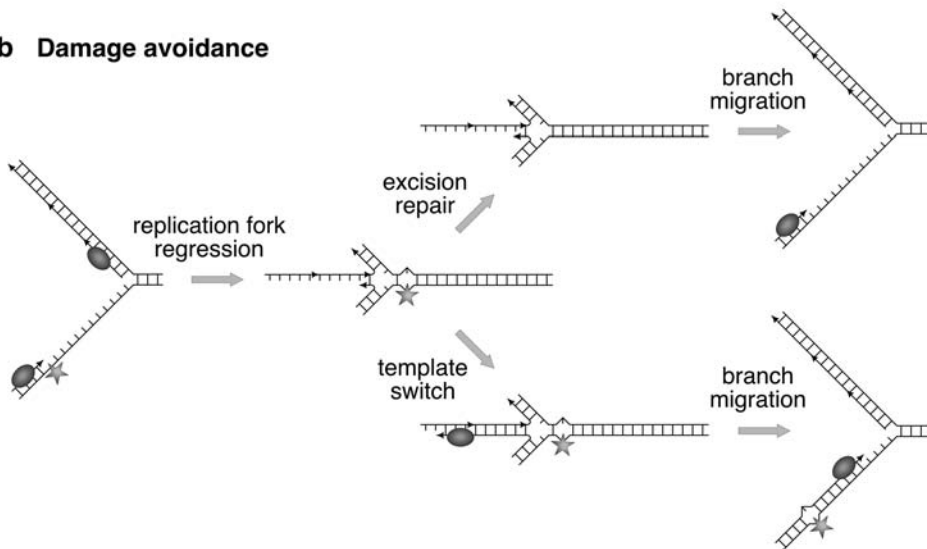 b Damage avoidance
branch
migration
excision
repair
replication fork
regression
template
switch
branch
migration